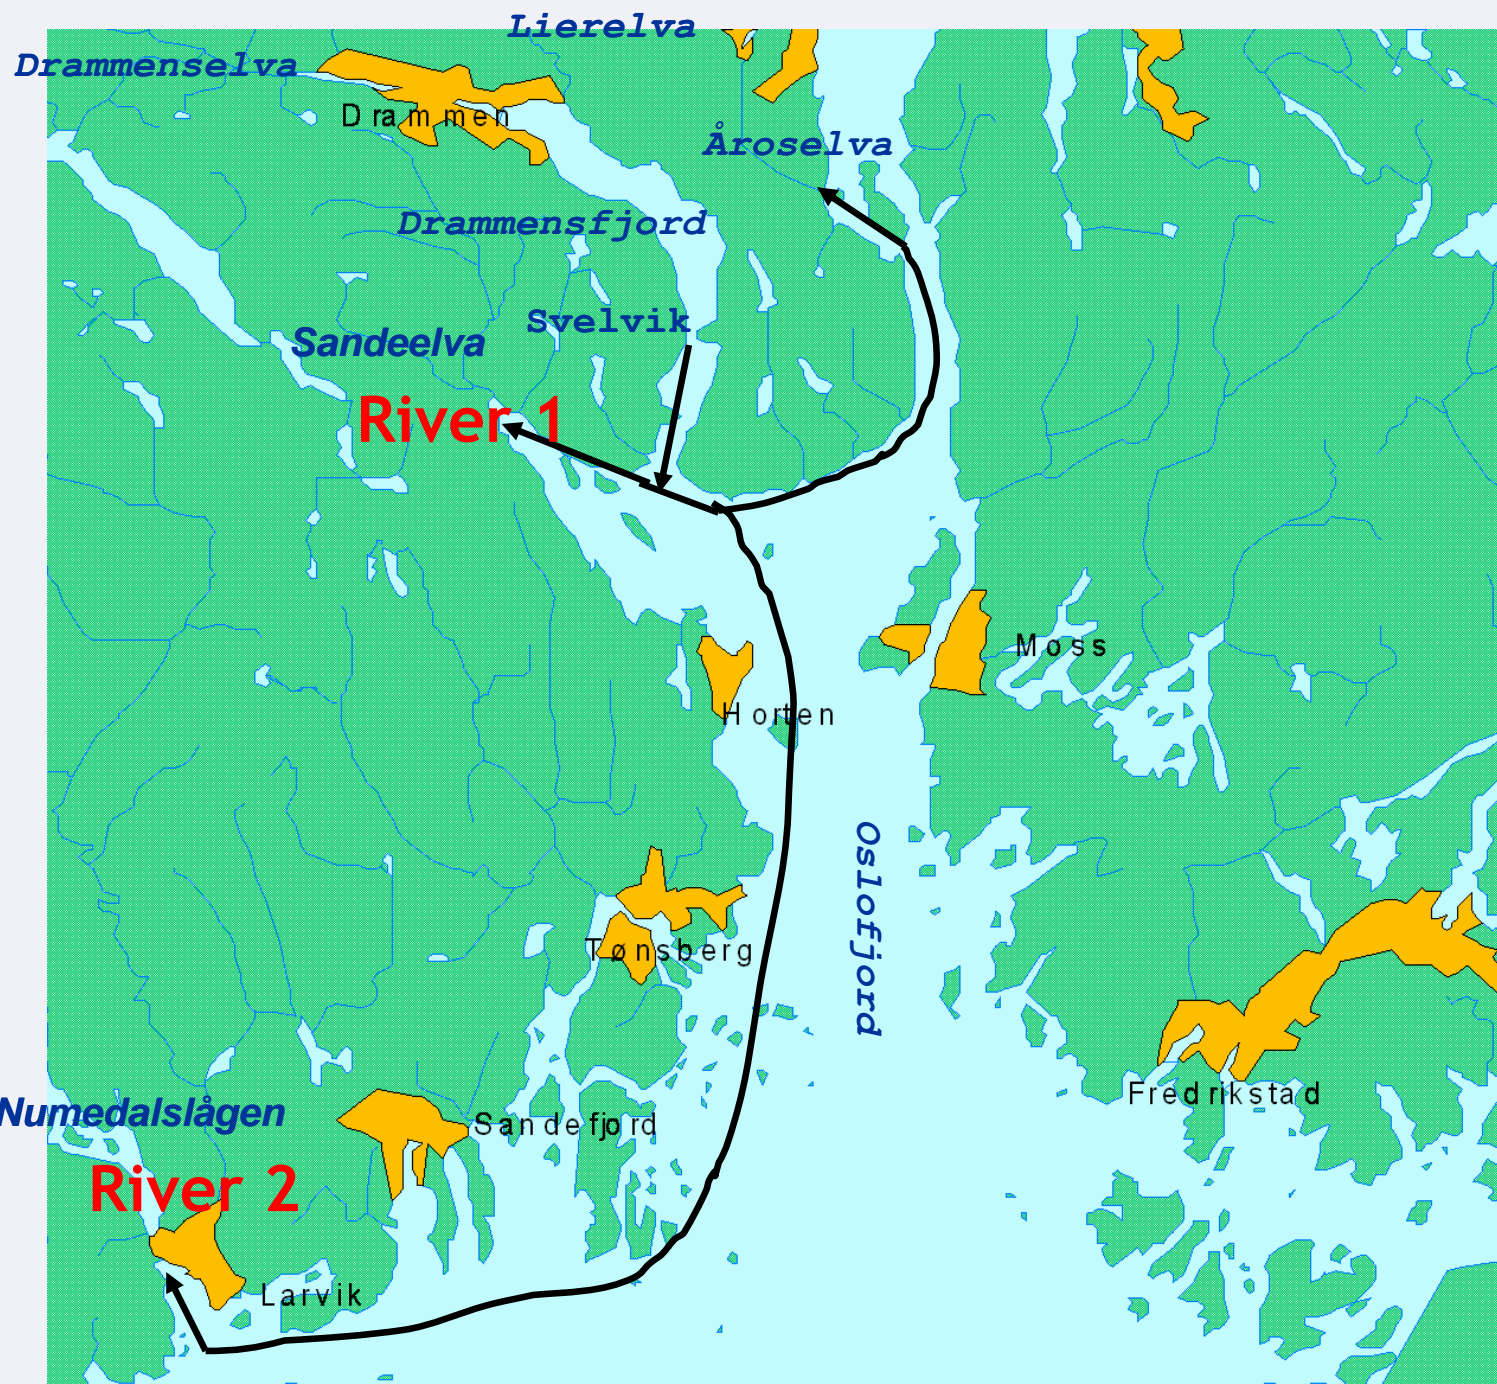 Lierelva
Drammenselva
Drammen
Åroselva
Drammensfjord
Svelvik
Sandeelva
River 1
Moss
Horten
Oslofjord
Tønsberg
Fredrikstad
Numedalslågen
Sandefjord
River 2
Larvik